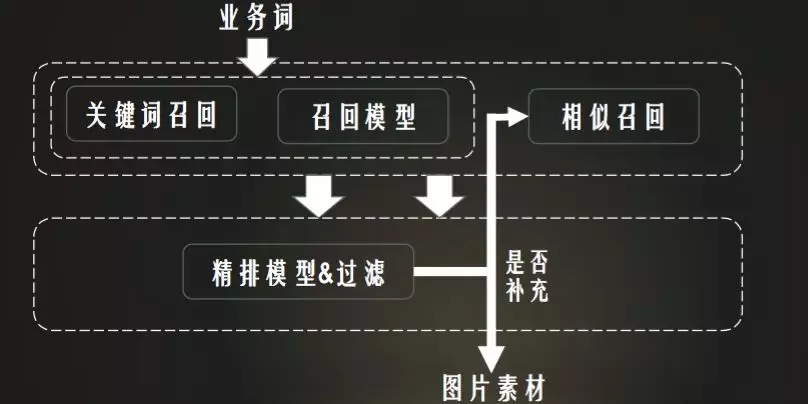 业务词
关键词召回
召回模型
相似召回
精排模型&过滤
是否
补充
图片素材